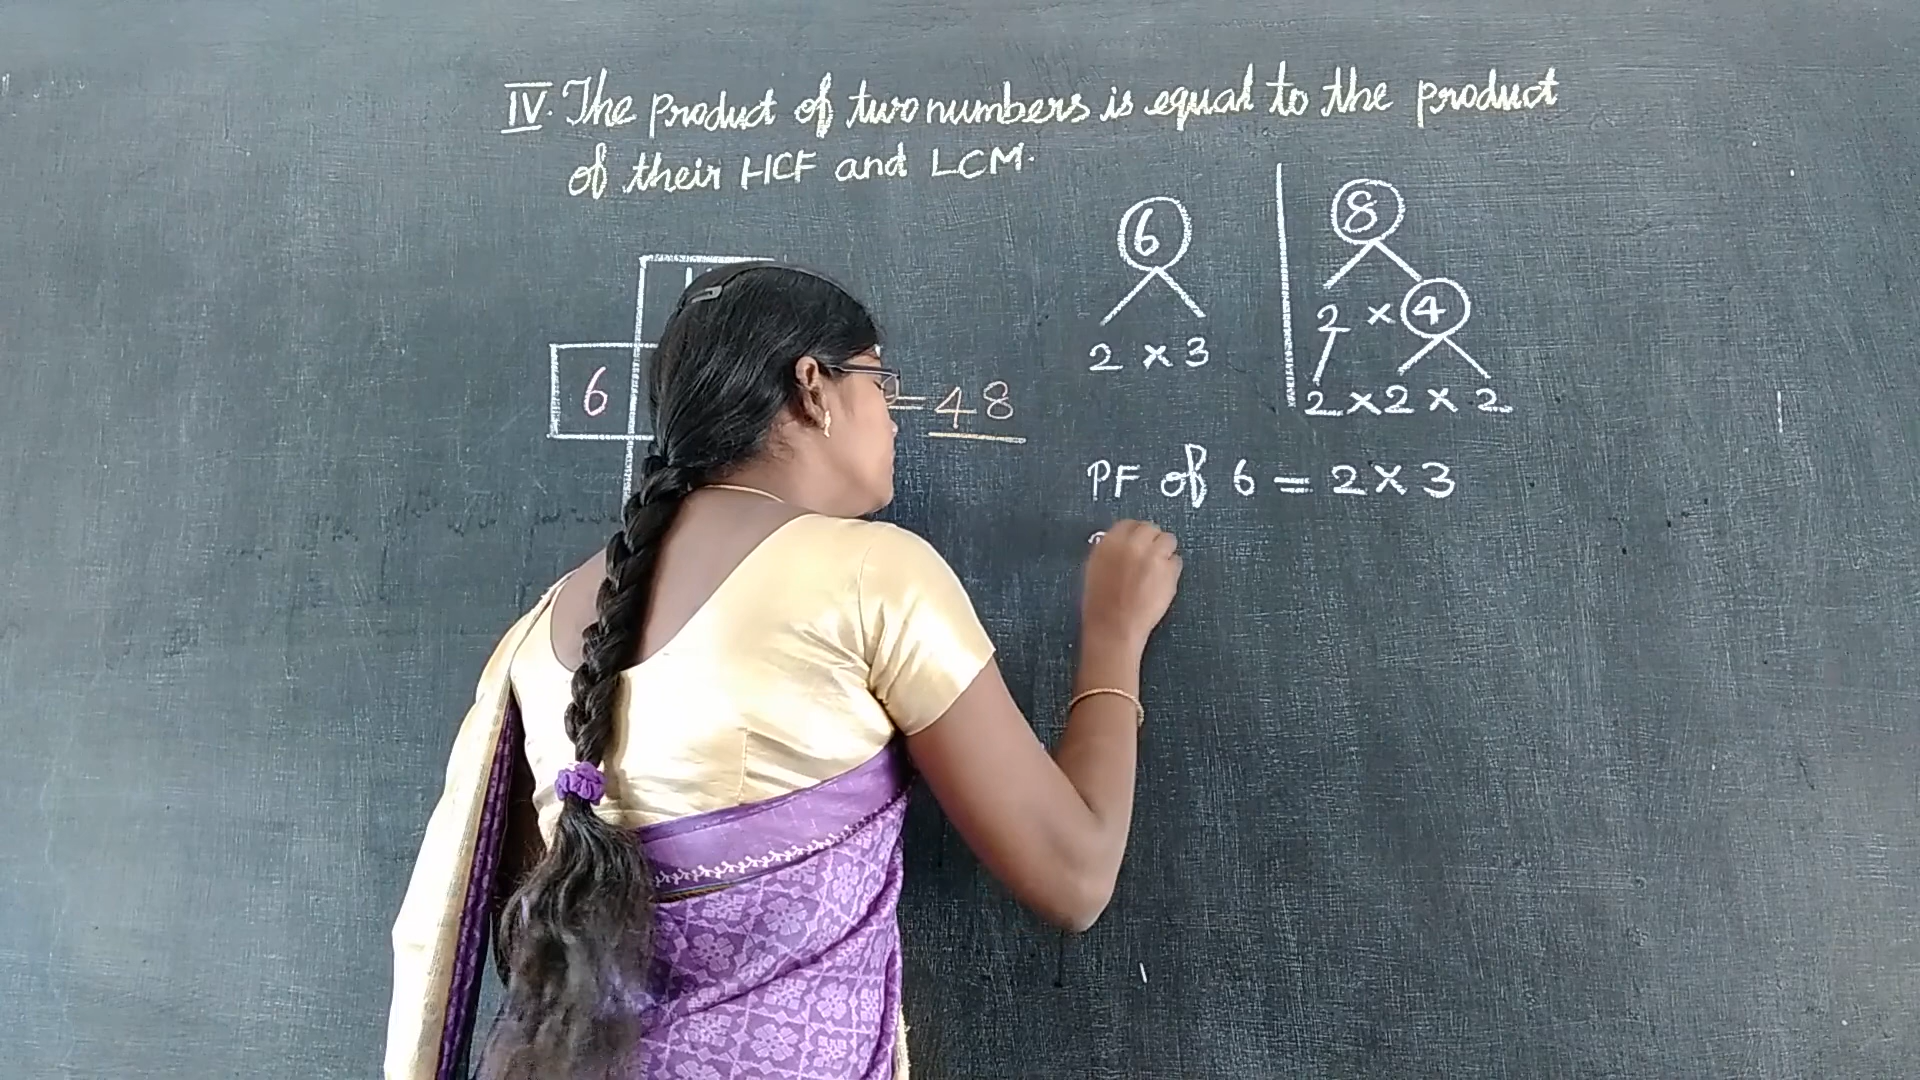 IV. The product of two numbers is equal to the product
of their HCF and LCM.
6
8
2 × 4
2 × 3
2 × 2 × 2
6
= 48
PF of 6 = 2 × 3